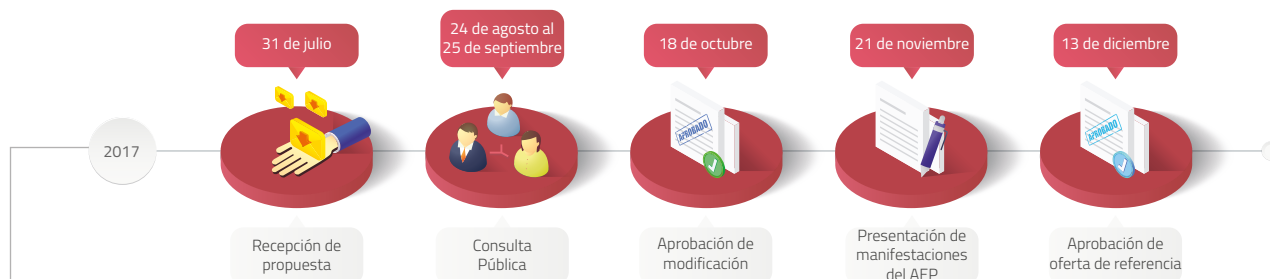 31 de julio
24 de agosto al
25 de septiembre
18 de octubre
21 de noviembre
13 de diciembre
2017
APROBADO
APROBADO
Recepción de
propuesta
Consulta
Pública
Aprobación de
modificación
Presentación de
manifestaciones
del AEP
Aprobación de
oferta de referencia